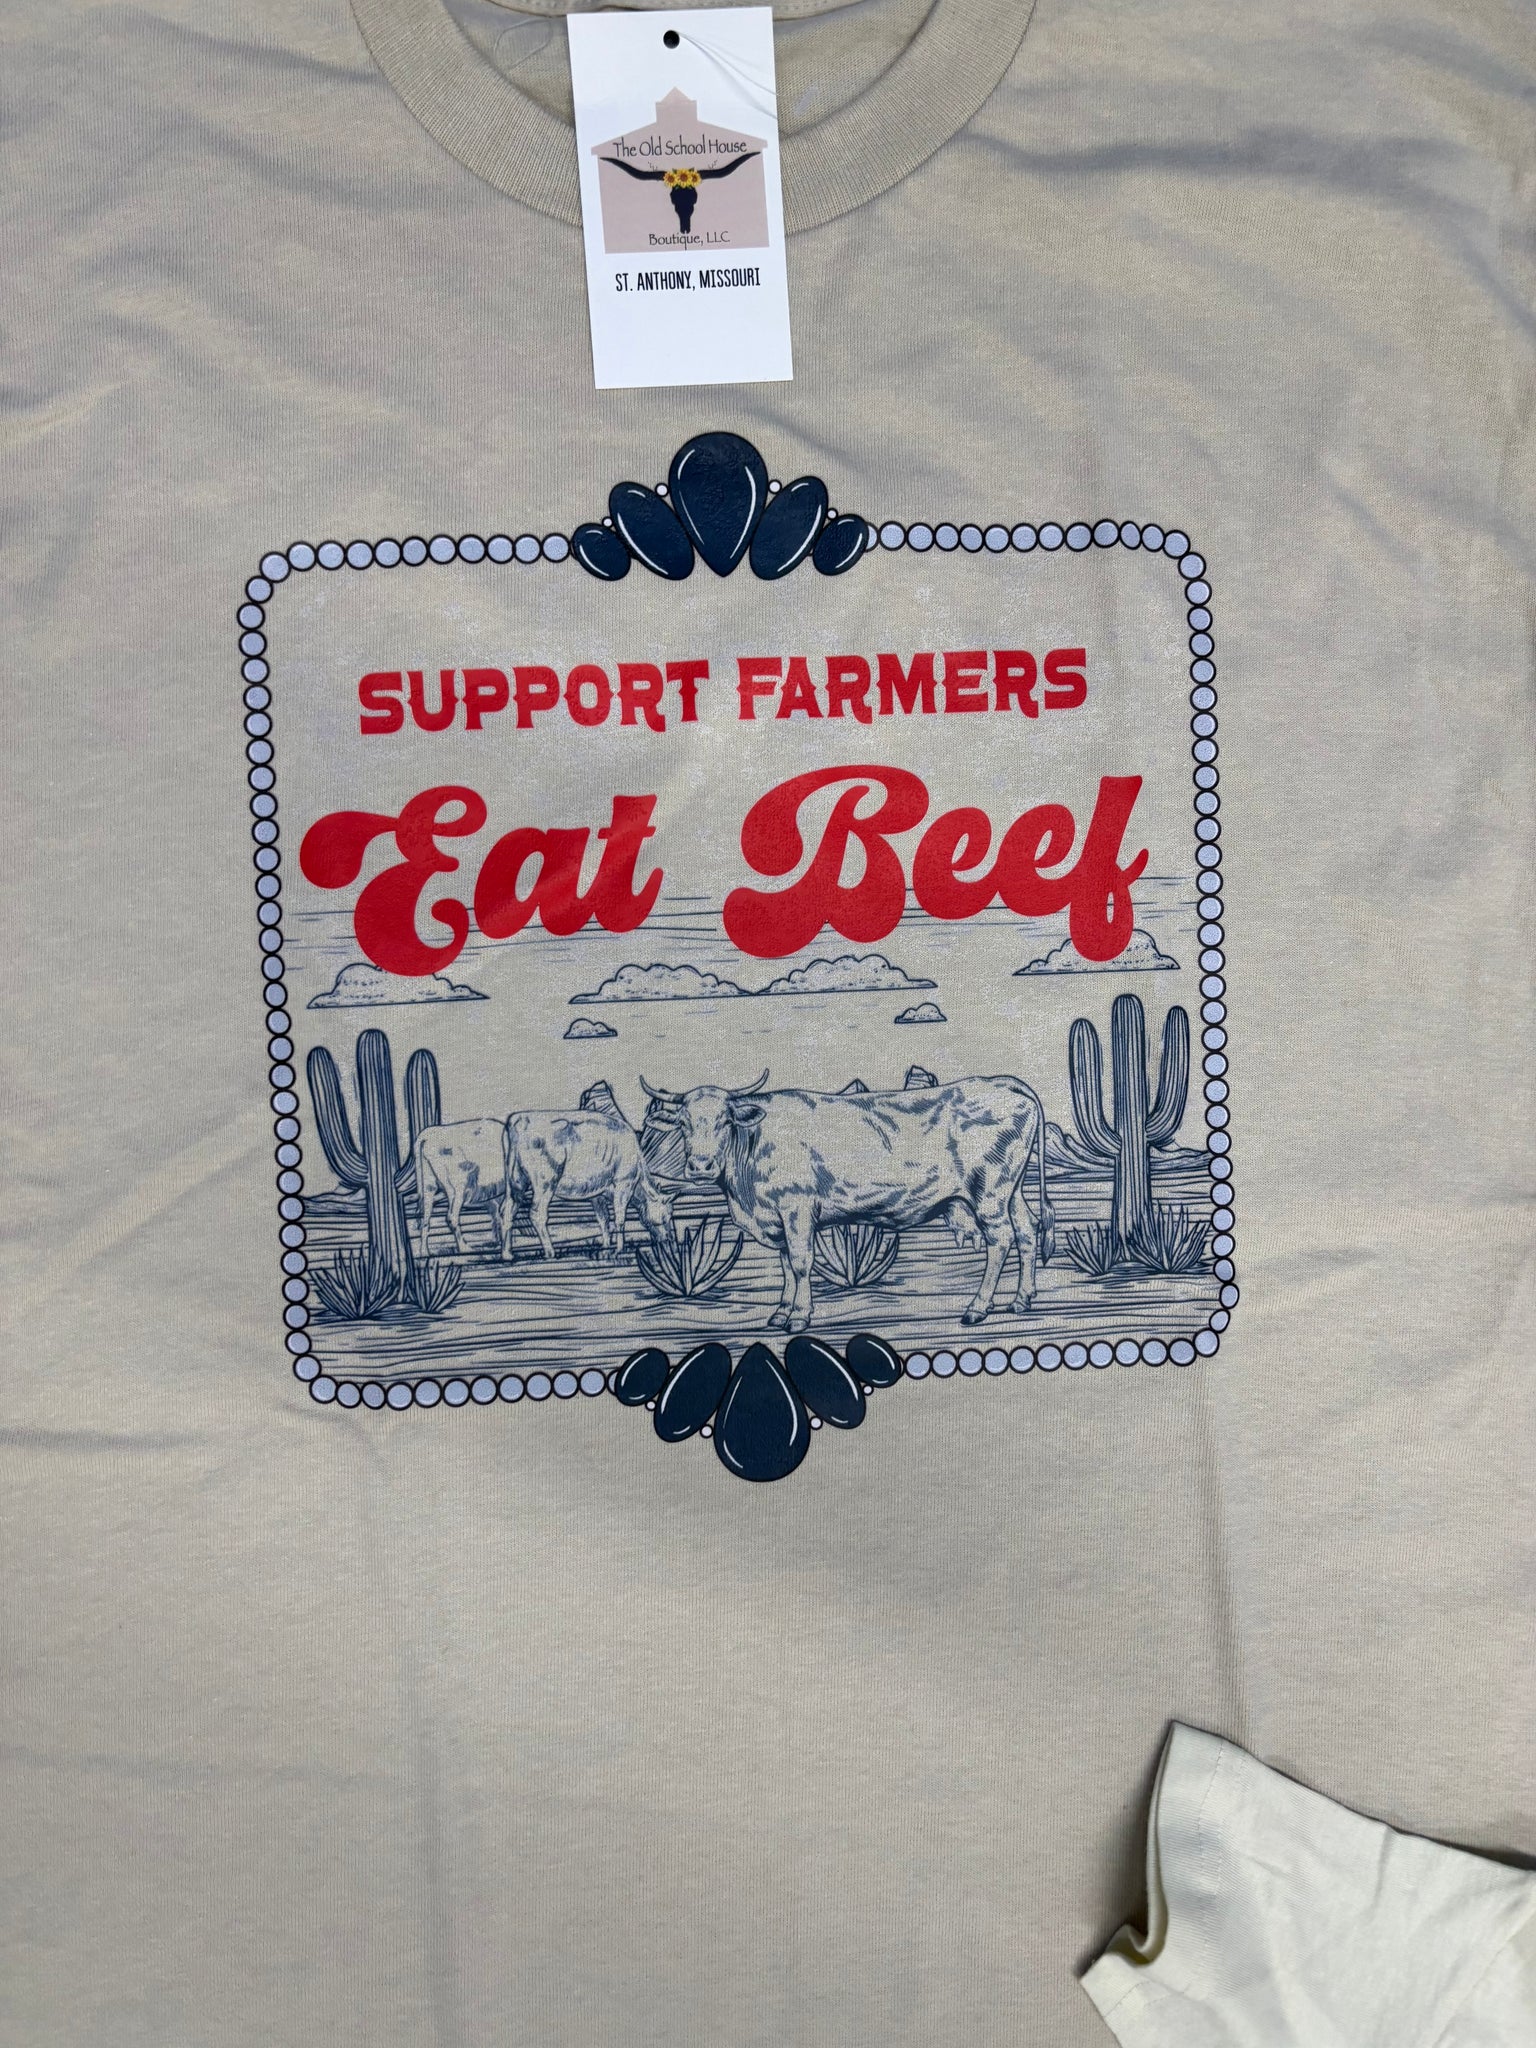 The Old School House
Boutique, LLC
ST. ANTHONY, MISSOURI
SUPPORT FARMERS
Eat Beef